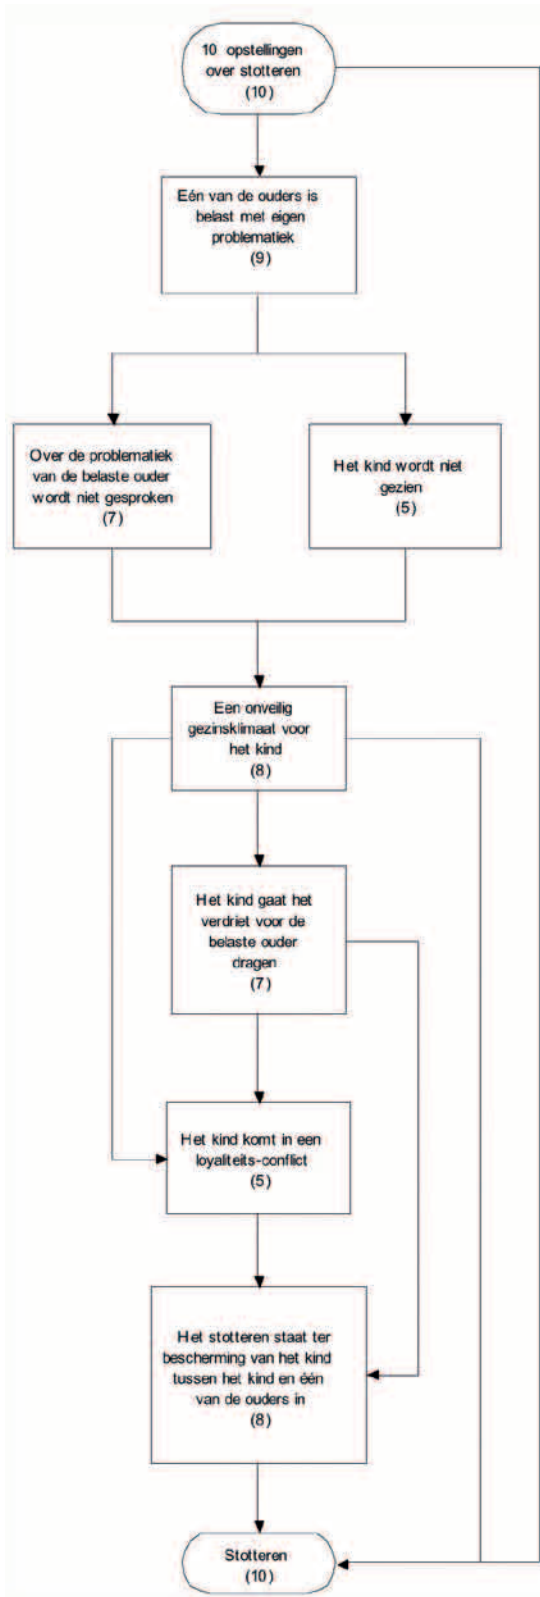 10 opstellingen
over stotteren
(10)
Eén van de ouders is
belast met eigen
problematiek
(9)
Over de problematiek
van de belaste ouder
wordt niet gesproken
(7)
Het kind wordt niet
gezien
(5)
Een onveilig
gezinsklimaat voor
het kind
(8)
Het kind gaat het
verdriet voor de
belaste ouder
dragen
(7)
Het kind komt in een
loyaliteits-conflict
(5)
Het stotteren staat ter
bescherming van het kind
tussen het kind en één
van de ouders in
(8)
Stotteren
(10)